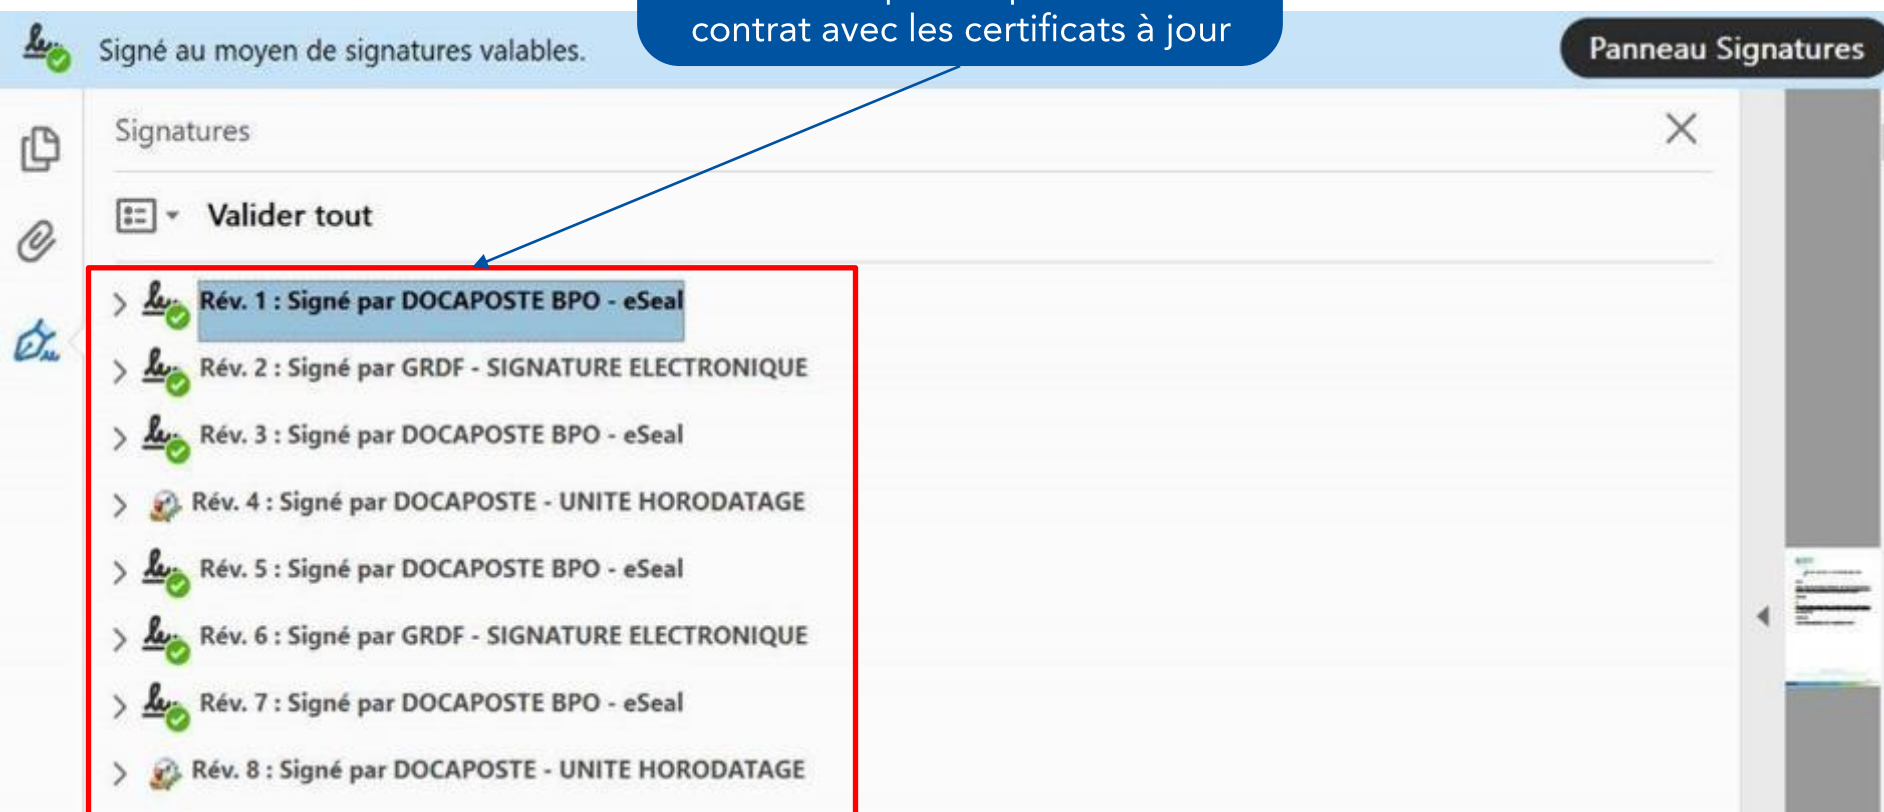 contrat avec les certificats à jour
Signé au moyen de signatures valables.
Panneau Signatures
Signatures
Valider tout
Rév. 1 : Signé par DOCAPOSTE BPO - eSeal
Rév. 2 : Signé par GRDF - SIGNATURE ELECTRONIQUE
Rév. 3 : Signé par DOCAPOSTE BPO - eSeal
Rév. 4 : Signé par DOCAPOSTE - UNITE HORODATAGE
Rév. 5 : Signé par DOCAPOSTE BPO - eSeal
Rév. 6 : Signé par GRDF - SIGNATURE ELECTRONIQUE
Rév. 7 : Signé par DOCAPOSTE BPO - eSeal
Rév. 8 : Signé par DOCAPOSTE - UNITE HORODATAGE